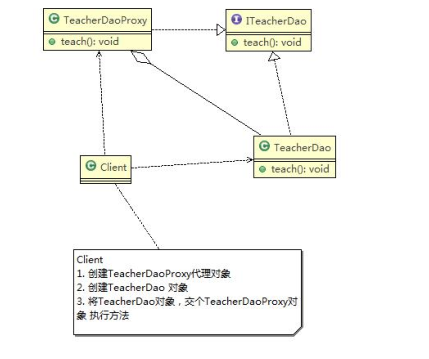 C TeacherDaoProxy
teach(): void
I ITeacherDao
teach(): void
C TeacherDao
teach(): void
C Client
Client
1. 创建TeacherDaoProxy代理对象
2. 创建TeacherDao 对象
3. 将TeacherDao对象，交个TeacherDaoProxy对
象 执行方法